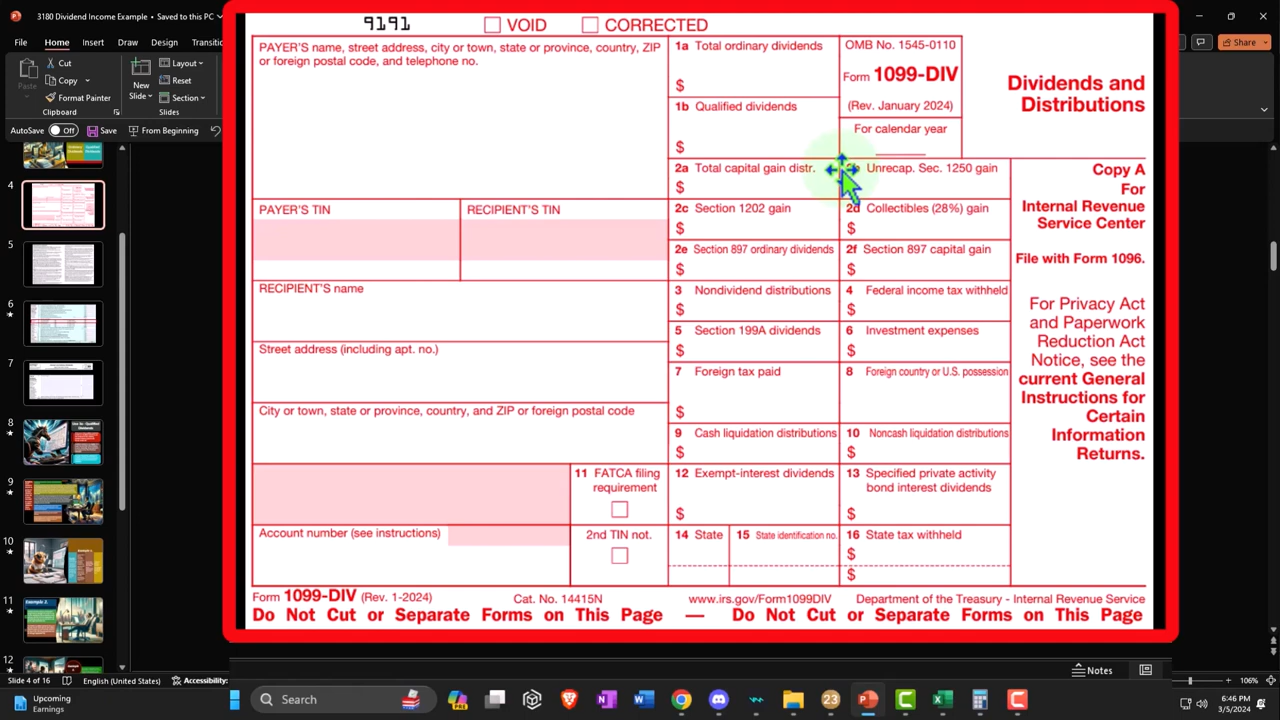 3180 Dividend Income Example • Saved to this PC
File
Home
Insert
Draw
Design
Share
Cut
Copy
Format Painter
Paste
Clipboard
New
Slide
Layout
Reset
Section
Slides
AutoSave
Off
Save
From Beginning
4
5
6
7
8
9
10
11
12
9191
VOID
CORRECTED
PAYER'S name, street address, city or town, state or province, country, ZIP
or foreign postal code, and telephone no.
1a Total ordinary dividends
$
1b Qualified dividends
$
OMB No. 1545-0110
Form 1099-DIV
(Rev. January 2024)
For calendar year
Dividends and
Distributions
2a Total capital gain distr.
$
Unrecap. Sec. 1250 gain
PAYER'S TIN
RECIPIENT'S TIN
2c Section 1202 gain
$
2d Collectibles (28%) gain
$
2e Section 897 ordinary dividends
$
2f Section 897 capital gain
$
RECIPIENT'S name
3 Nondividend distributions
$
4 Federal income tax withheld
$
Street address (including apt. no.)
5 Section 199A dividends
$
6 Investment expenses
$
7 Foreign tax paid
$
8 Foreign country or U.S. possession
City or town, state or province, country, and ZIP or foreign postal code
9 Cash liquidation distributions
$
10 Noncash liquidation distributions
$
11 FATCA filing
requirement
12 Exempt-interest dividends
$
13 Specified private activity
bond interest dividends
$
Account number (see instructions)
2nd TIN not.
14 State
15 State identification no.
16 State tax withheld
$
$
Copy A
For
Internal Revenue
Service Center
File with Form 1096.
For Privacy Act
and Paperwork
Reduction Act
Notice, see the
current General
Instructions for
Certain
Information
Returns.
Form 1099-DIV (Rev. 1-2024)
Cat. No. 14415N
www.irs.gov/Form1099DIV
Department of the Treasury - Internal Revenue Service
Do Not Cut or Separate Forms on This Page — Do Not Cut or Separate Forms on This Page
Slide 4 of 16
English (United States)
Accessibility:
Notes
106%
Upcoming
Earnings
Search
23
6:46 PM
3/5/2024